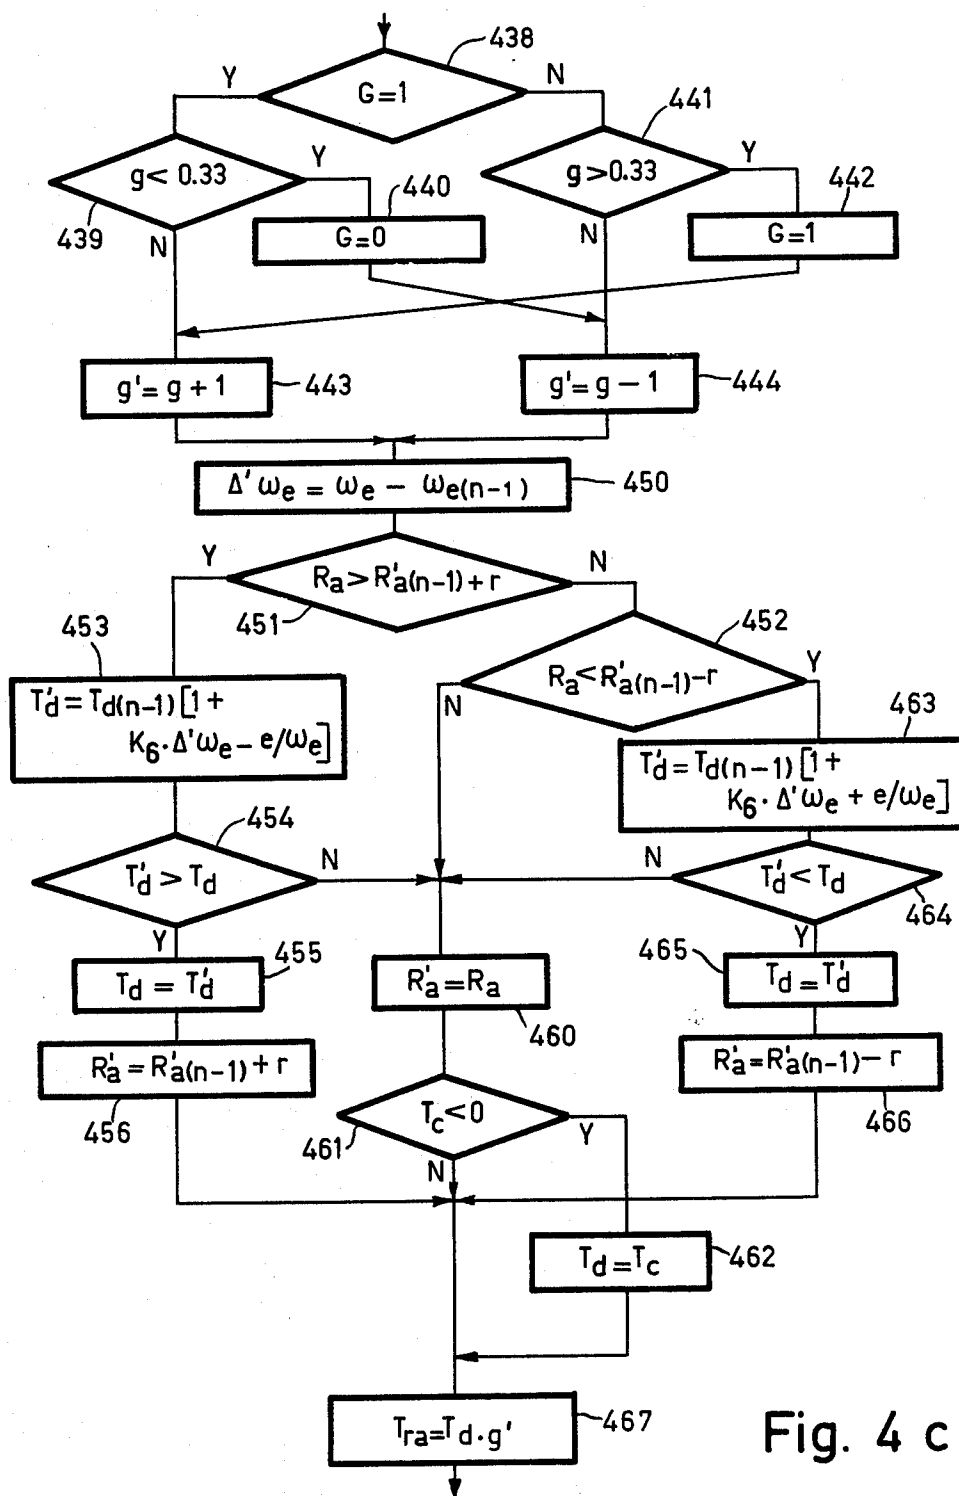 438
G=1
Y
N
441
g< 0.33
Y
439
N
440
G=0
g>0.33
Y
N
442
G=1
g'= g + 1
443
g'= g − 1
444
Δ'ωe = ωe − ωe(n-1)
450
Y
N
Ra > R'a(n-1) + r
451
452
Ra < R'a(n-1) − r
Y
N
453
T'd = Td(n-1) [1 +
K6 · Δ'ωe − e/ωe]
463
T'd = Td(n-1) [1 +
K6 · Δ'ωe + e/ωe]
454
T'd > Td
N
Y
N
T'd < Td
464
Y
455
Td = T'd
R'a = Ra
460
465
Td = T'd
R'a = R'a(n-1) + r
456
R'a = R'a(n-1) − r
466
Tc < 0
461
Y
N
Td = Tc
462
Tra = Td · g'
467
Fig. 4 c